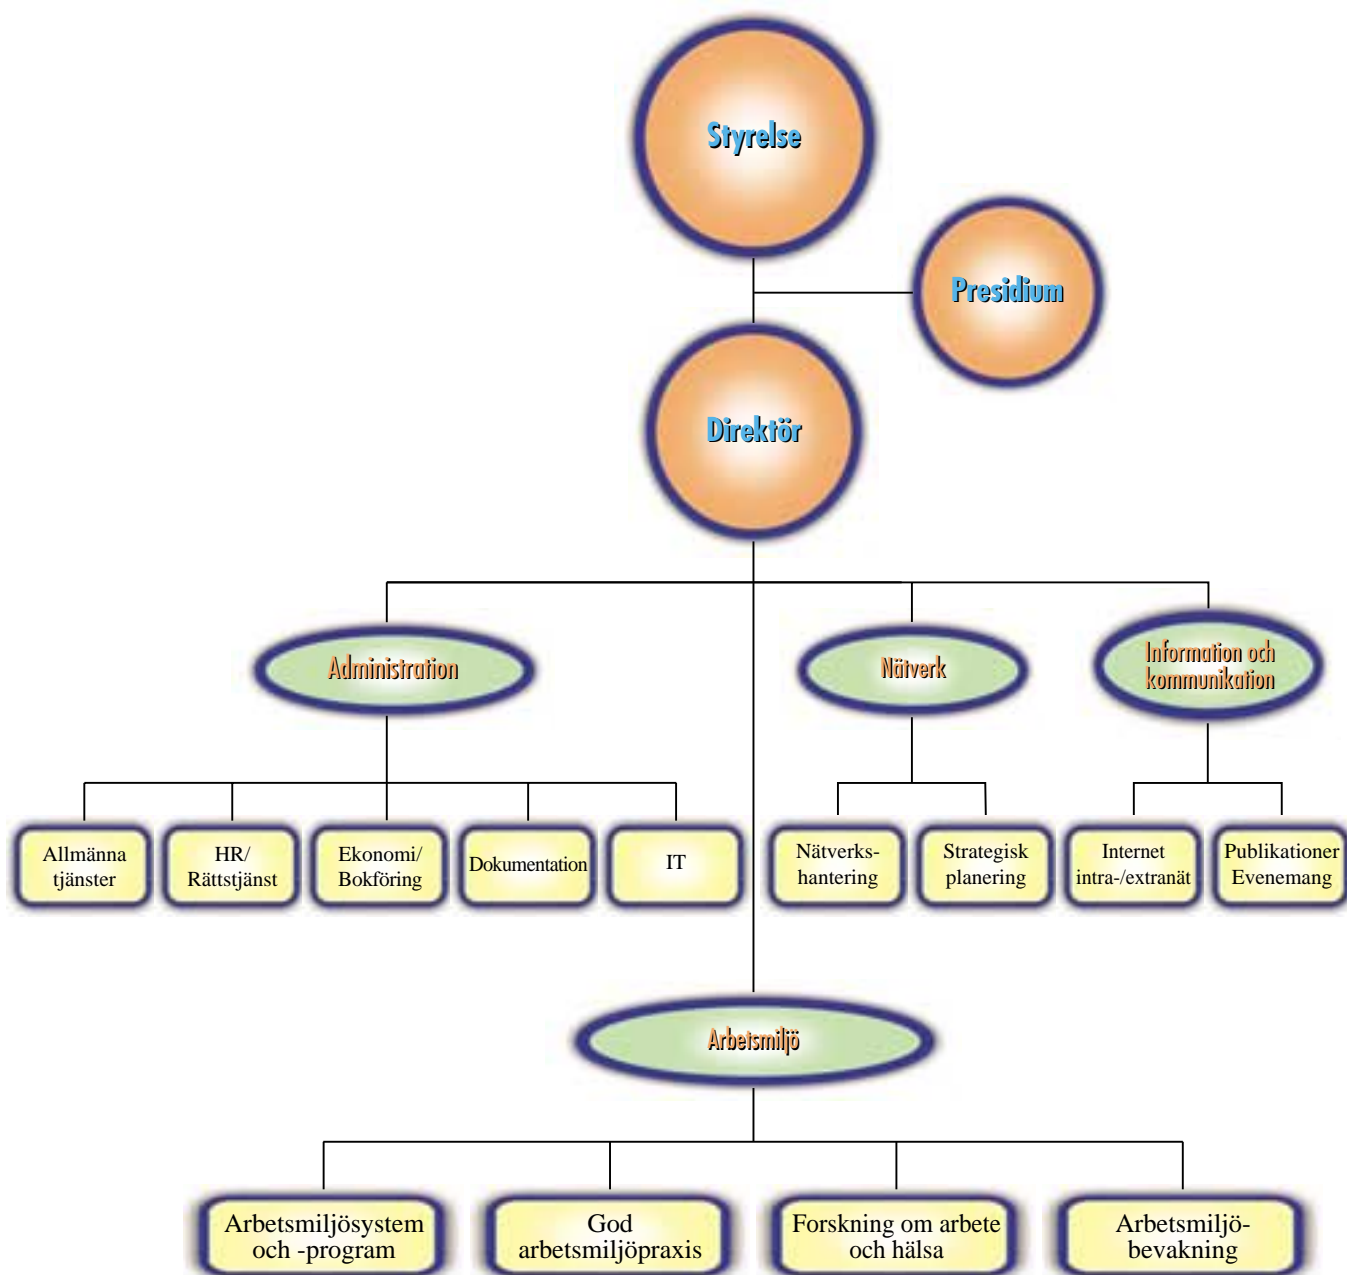 Styrelse
Presidium
Direktör
Administration
Nätverk
Information och
kommunikation
Allmänna
tjänster
HR/
Rättstjänst
Ekonomi/
Bokföring
Dokumentation
IT
Nätverks-
hantering
Strategisk
planering
Internet
intra-/extranät
Publikationer
Evenemang
Arbetsmiljö
Arbetsmiljösystem
och -program
God
arbetsmiljöpraxis
Forskning om arbete
och hälsa
Arbetsmiljö-
bevakning